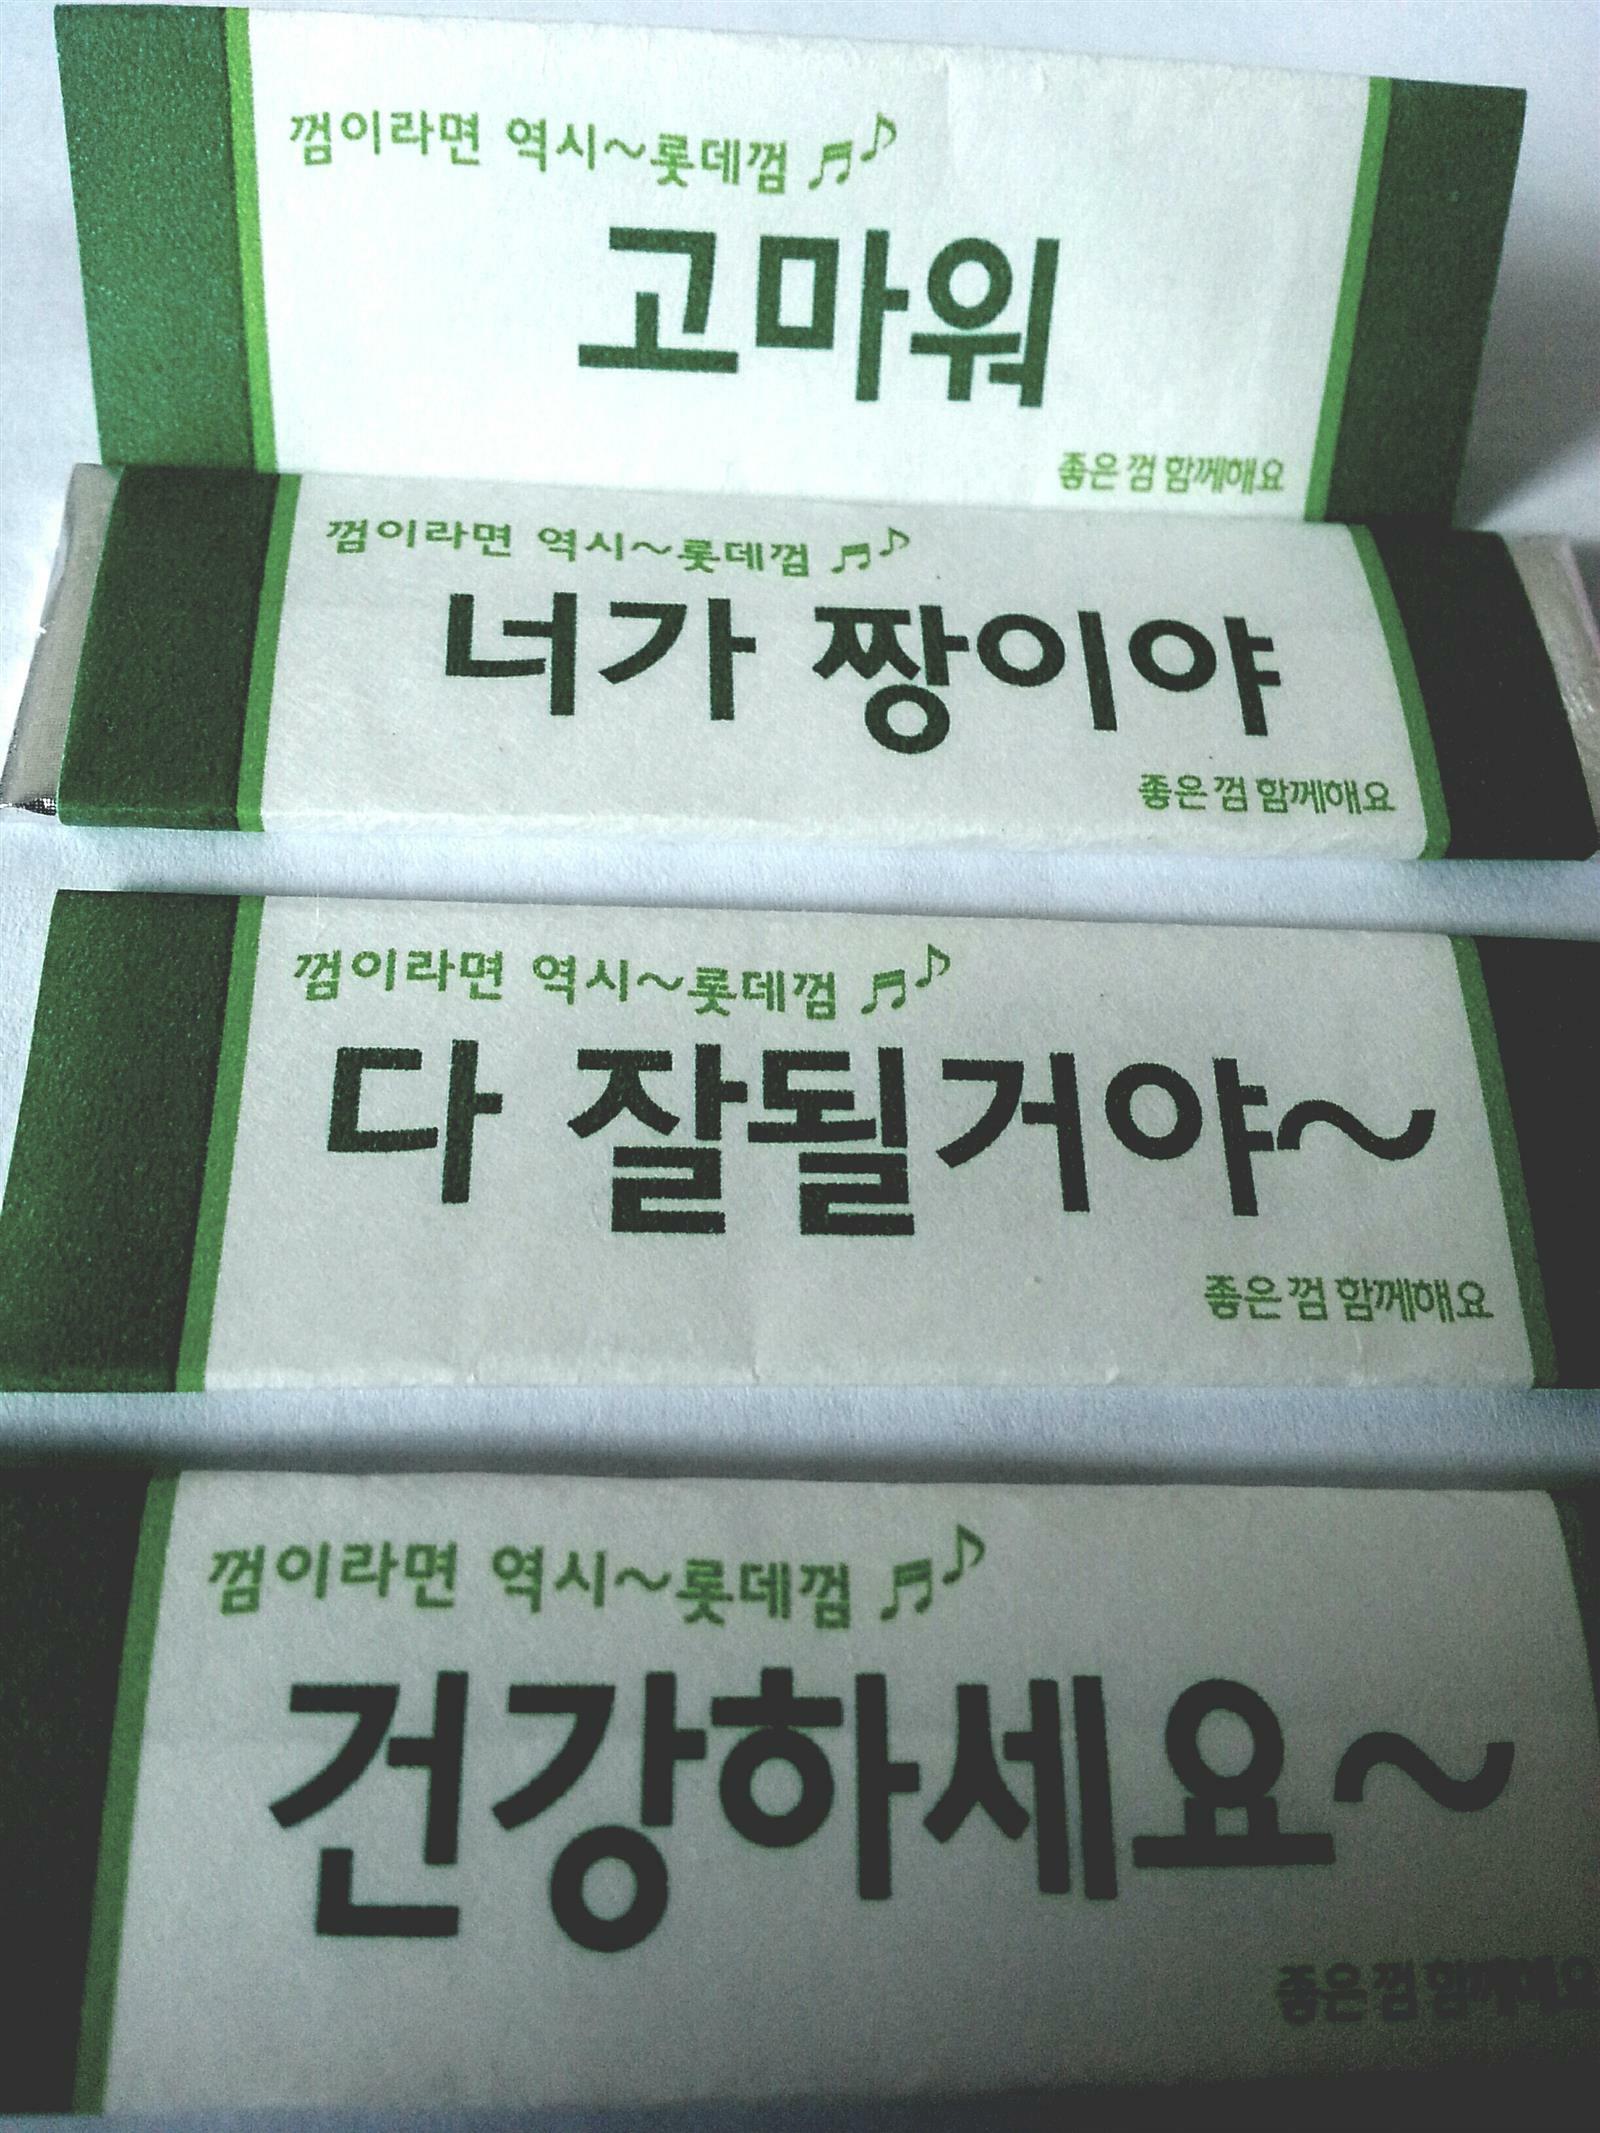 껌이라면 역시~롯데껌 ♬♪
고마워
좋은 껌 함께해요
껌이라면 역시~롯데껌 ♬♪
너가 짱이야
좋은 껌 함께해요
껌이라면 역시~롯데껌 ♬♪
다 잘될거야~
좋은 껌 함께해요
껌이라면 역시~롯데껌 ♬♪
건강하세요~
좋은 껌 함께해요